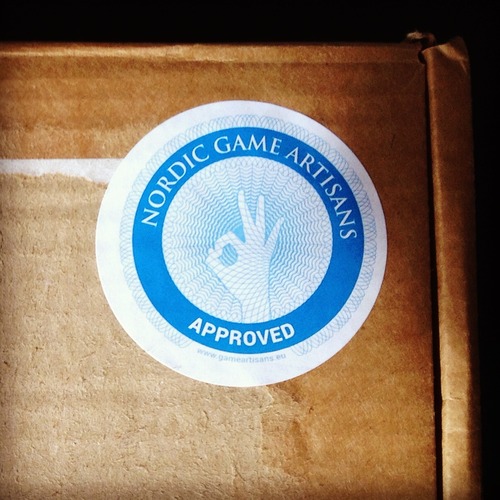 NORDIC GAME ARTISANS
APPROVED
www.gameartisans.eu